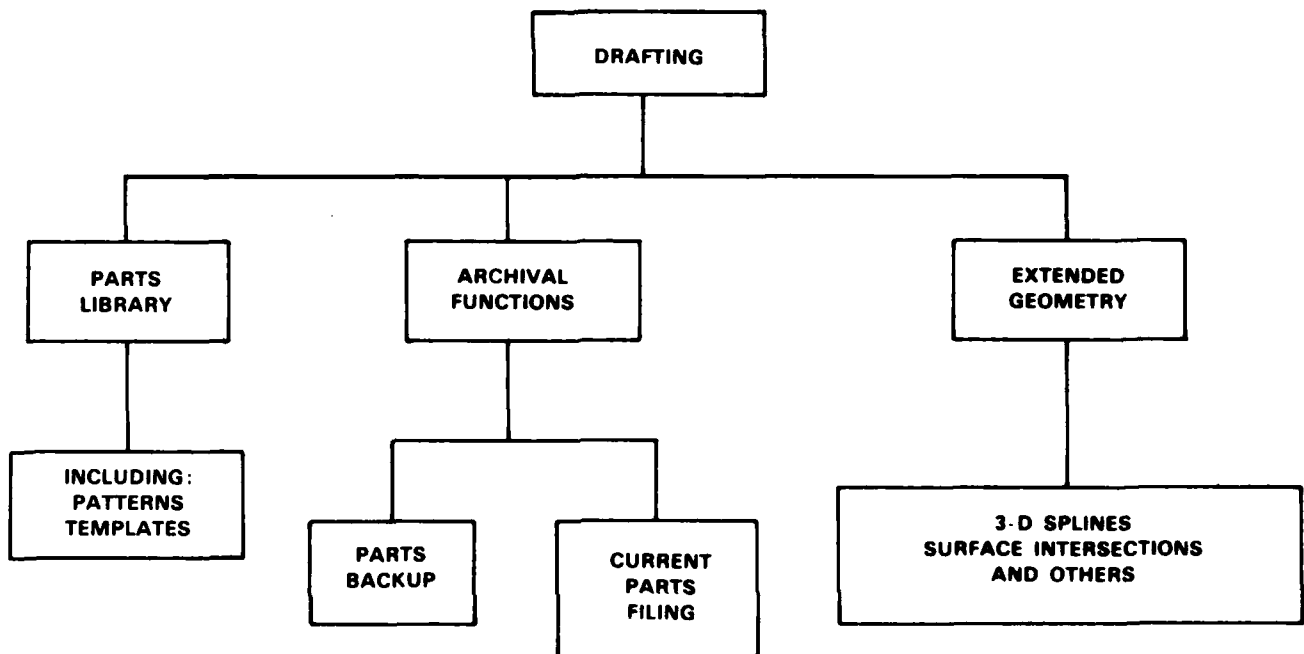 DRAFTING
PARTS
LIBRARY
ARCHIVAL
FUNCTIONS
EXTENDED
GEOMETRY
INCLUDING:
PATTERNS
TEMPLATES
PARTS
BACKUP
CURRENT
PARTS
FILING
3-D SPLINES
SURFACE INTERSECTIONS
AND OTHERS